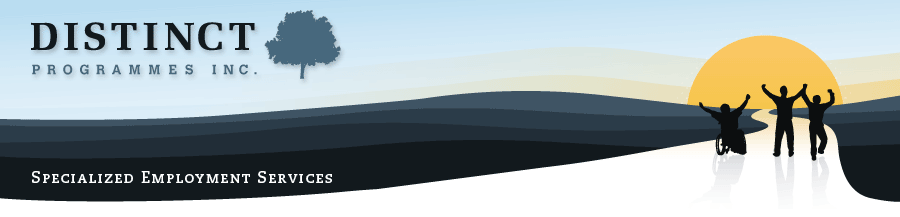 DISTINCT
PROGRAMMES INC.
Specialized Employment Services